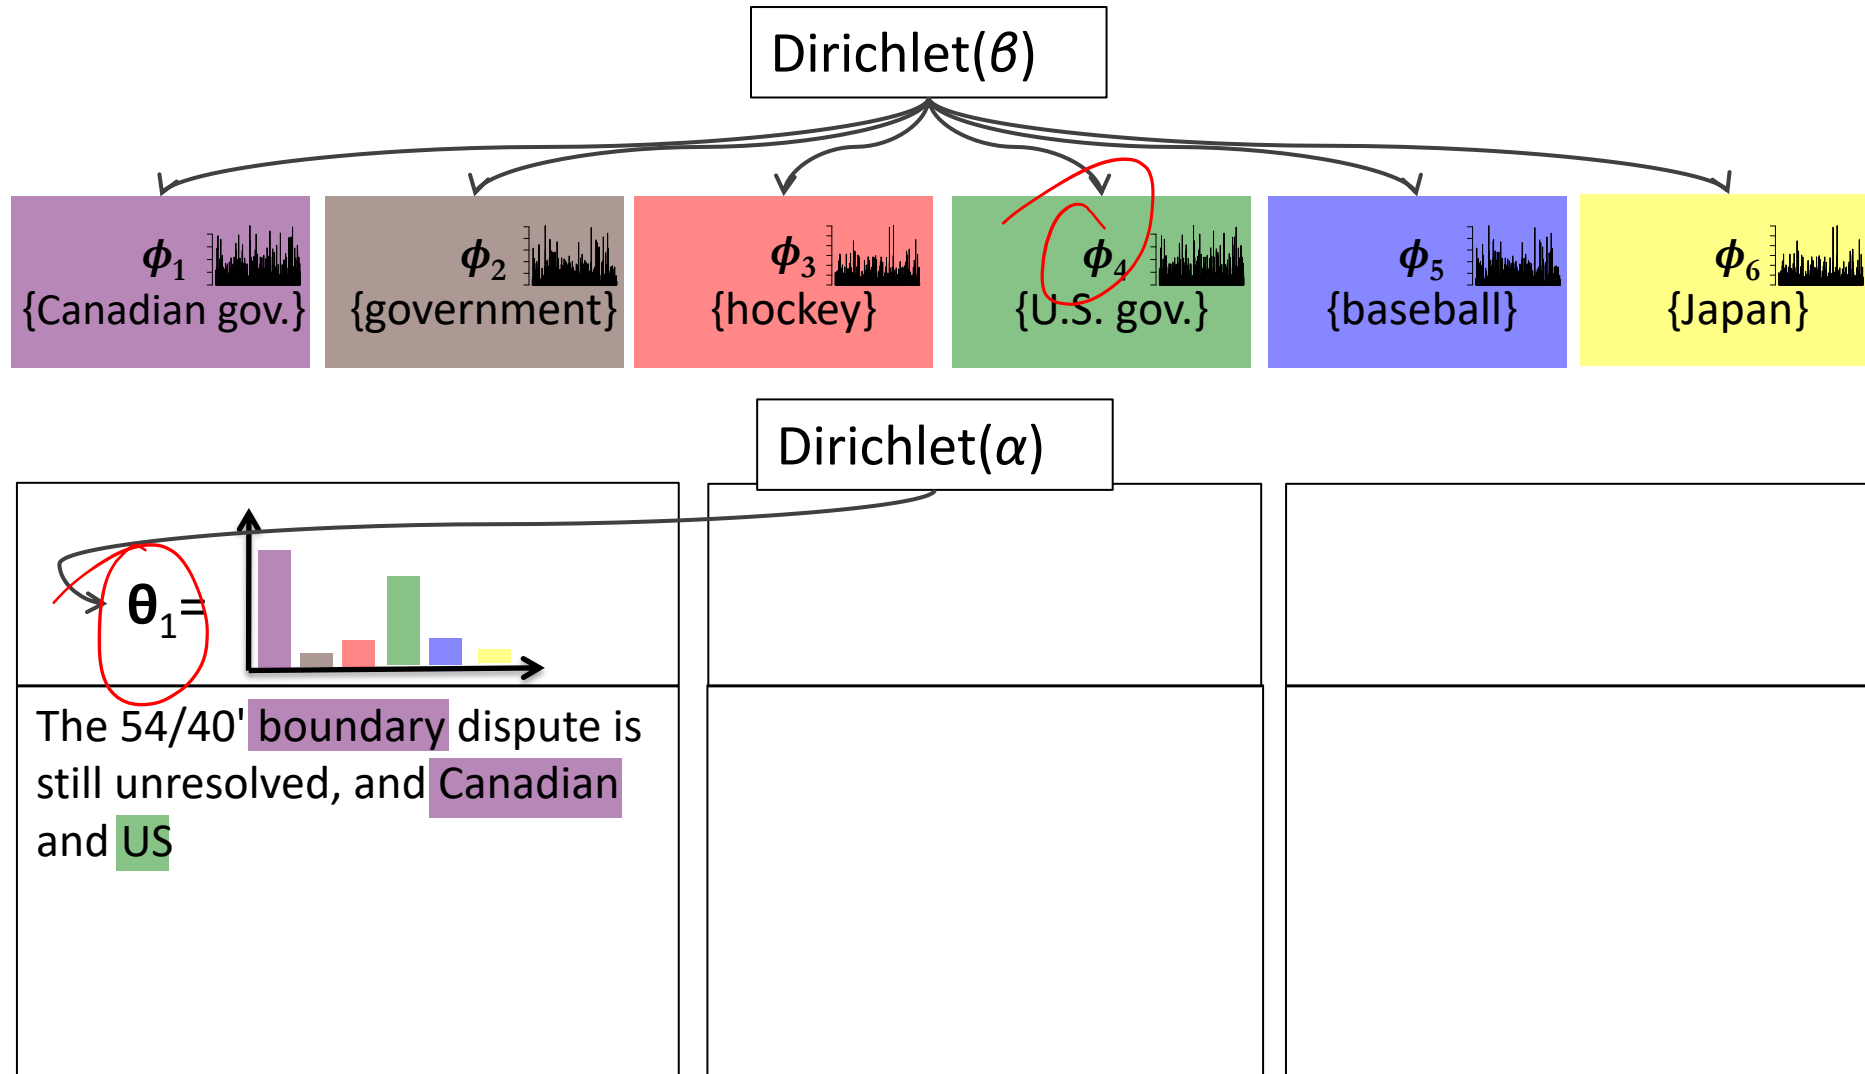 Dirichlet(β)
ϕ1
{Canadian gov.}
ϕ2
{government}
ϕ3
{hockey}
ϕ4
{U.S. gov.}
ϕ5
{baseball}
ϕ6
{Japan}
Dirichlet(α)
θ1=
The 54/40' boundary dispute is
still unresolved, and Canadian
and US